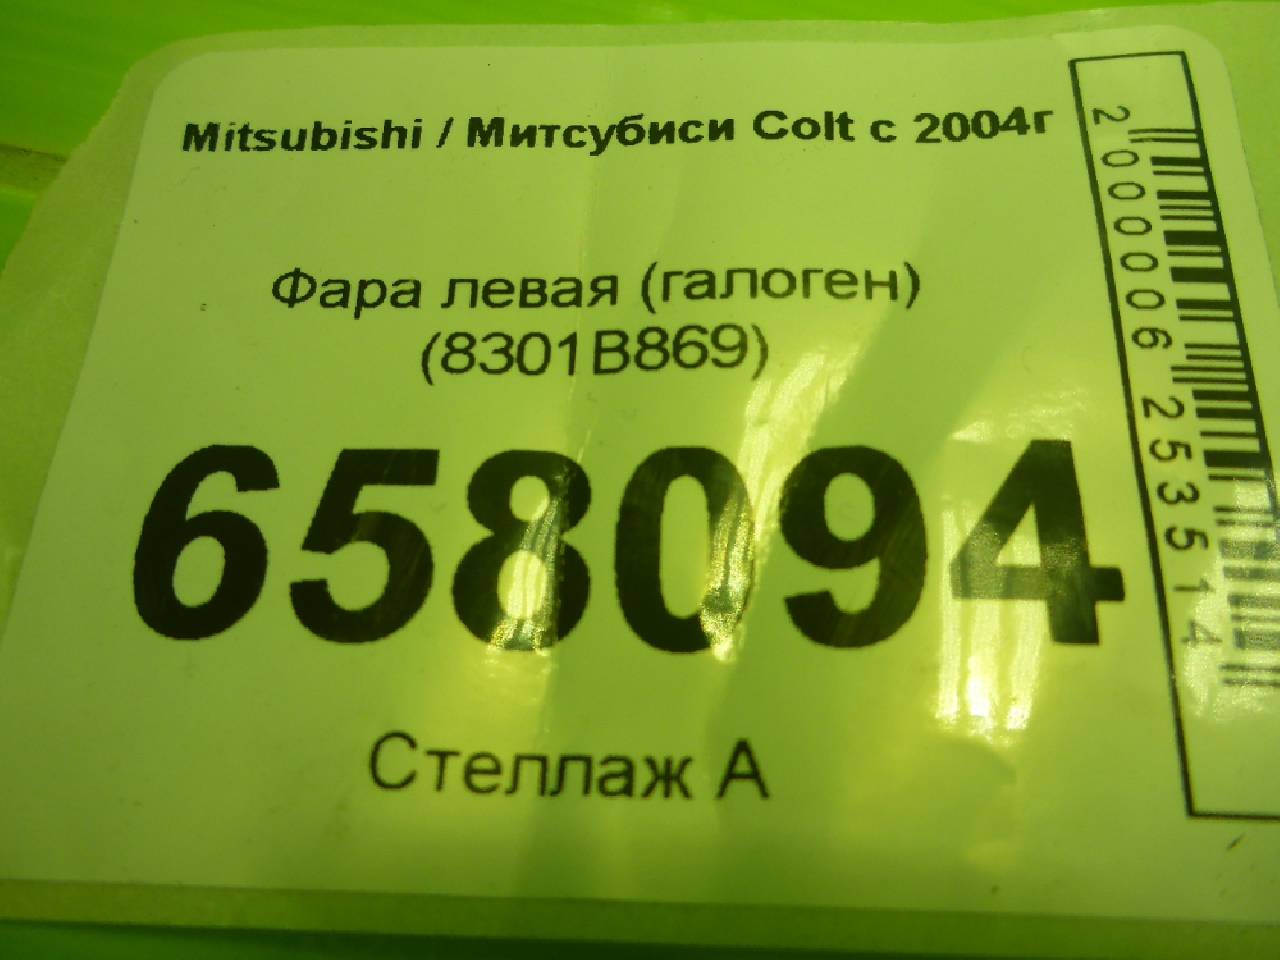 Mitsubishi / Митсубиси Colt с 2004г
Фара левая (галоген)
(8301B869)
658094
Стеллаж А
2000006253514